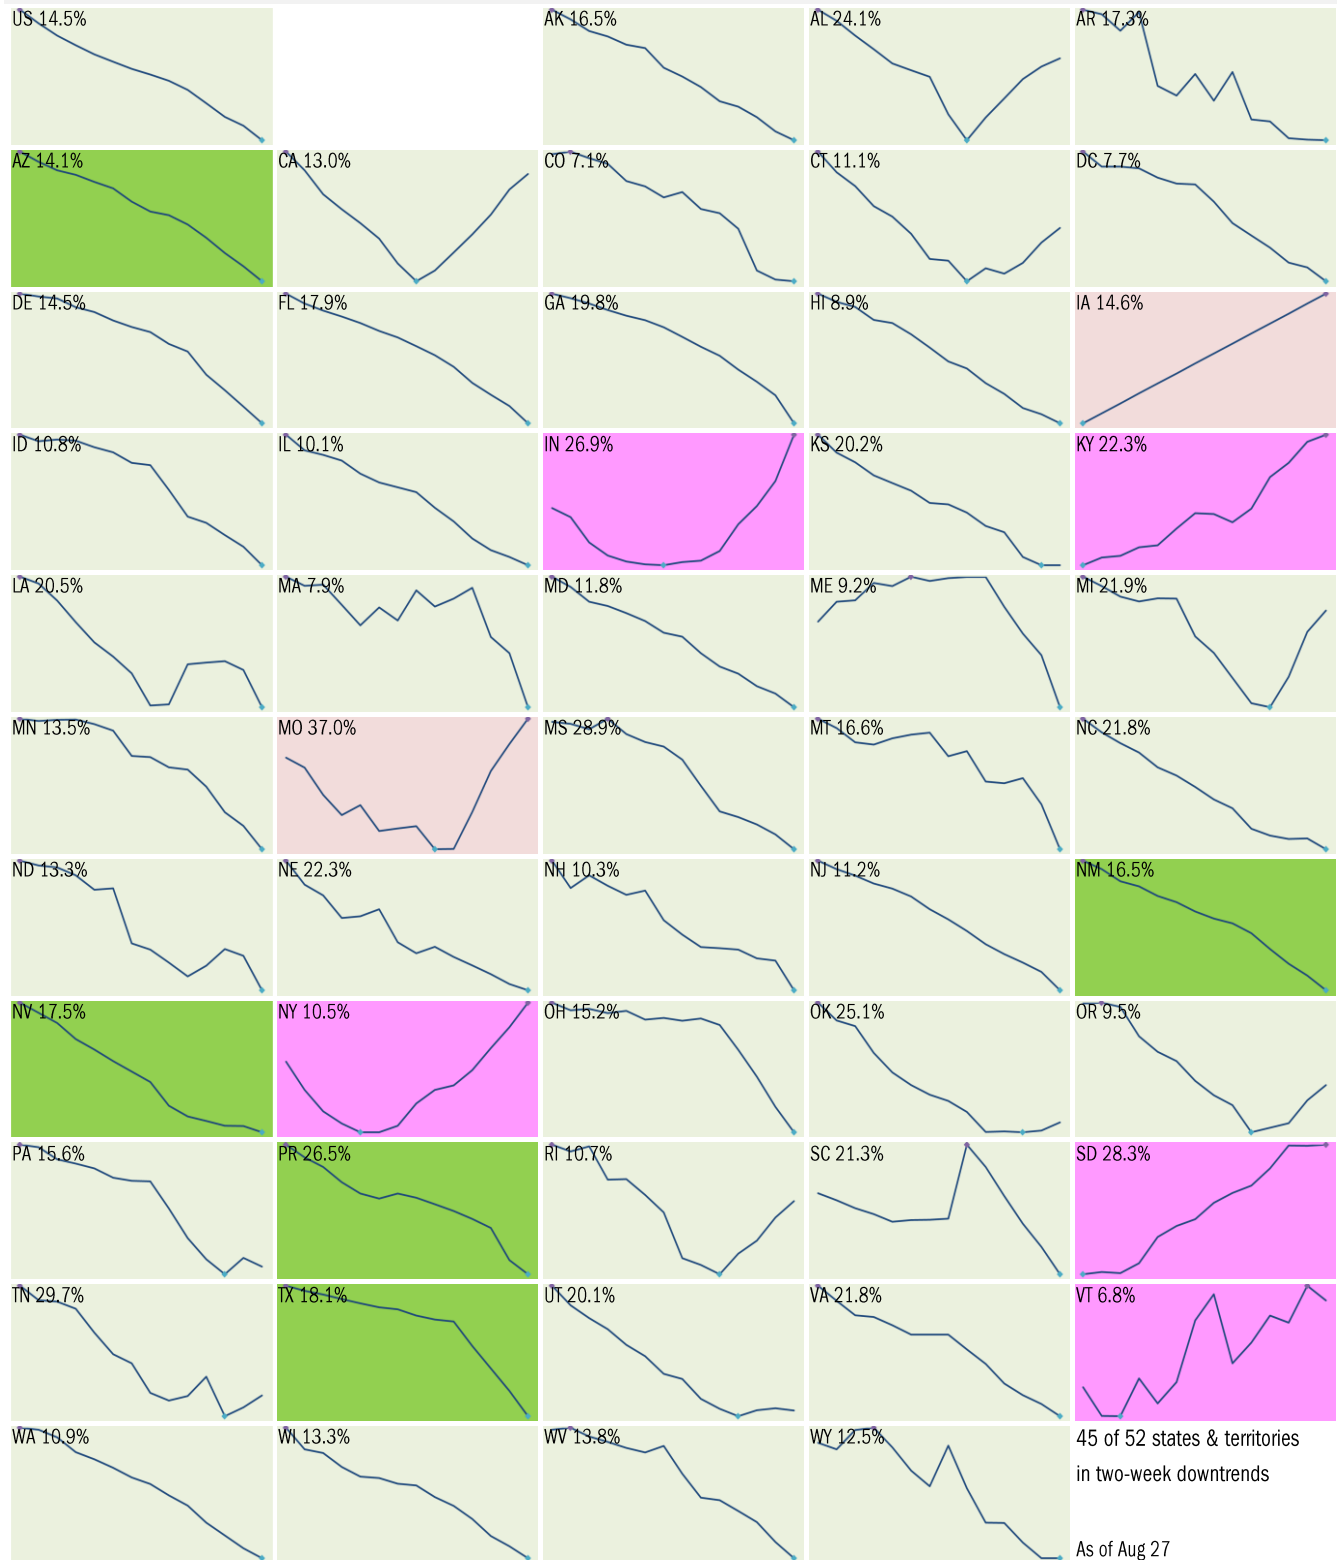 US 14.5%
AK 16.5%
AL 24.1%
AR 17.3%
AZ 14.1%
CA 13.0%
CO 7.1%
CT 11.1%
DC 7.7%
DE 14.5%
FL 17.9%
GA 19.8%
HI 8.9%
IA 14.6%
ID 10.8%
IL 10.1%
IN 26.9%
KS 20.2%
KY 22.3%
LA 20.5%
MA 7.9%
MD 11.8%
ME 9.2%
MI 21.9%
MN 13.5%
MO 37.0%
MS 28.9%
MT 16.6%
NC 21.8%
ND 13.3%
NE 22.3%
NH 10.3%
NJ 11.2%
NM 16.5%
NV 17.5%
NY 10.5%
OH 15.2%
OK 25.1%
OR 9.5%
PA 15.6%
PR 26.5%
RI 10.7%
SC 21.3%
SD 28.3%
TN 29.7%
TX 18.1%
UT 20.1%
VA 21.8%
VT 6.8%
WA 10.9%
WI 13.3%
WV 13.8%
WY 12.5%
45 of 52 states & territories
in two-week downtrends
As of Aug 27